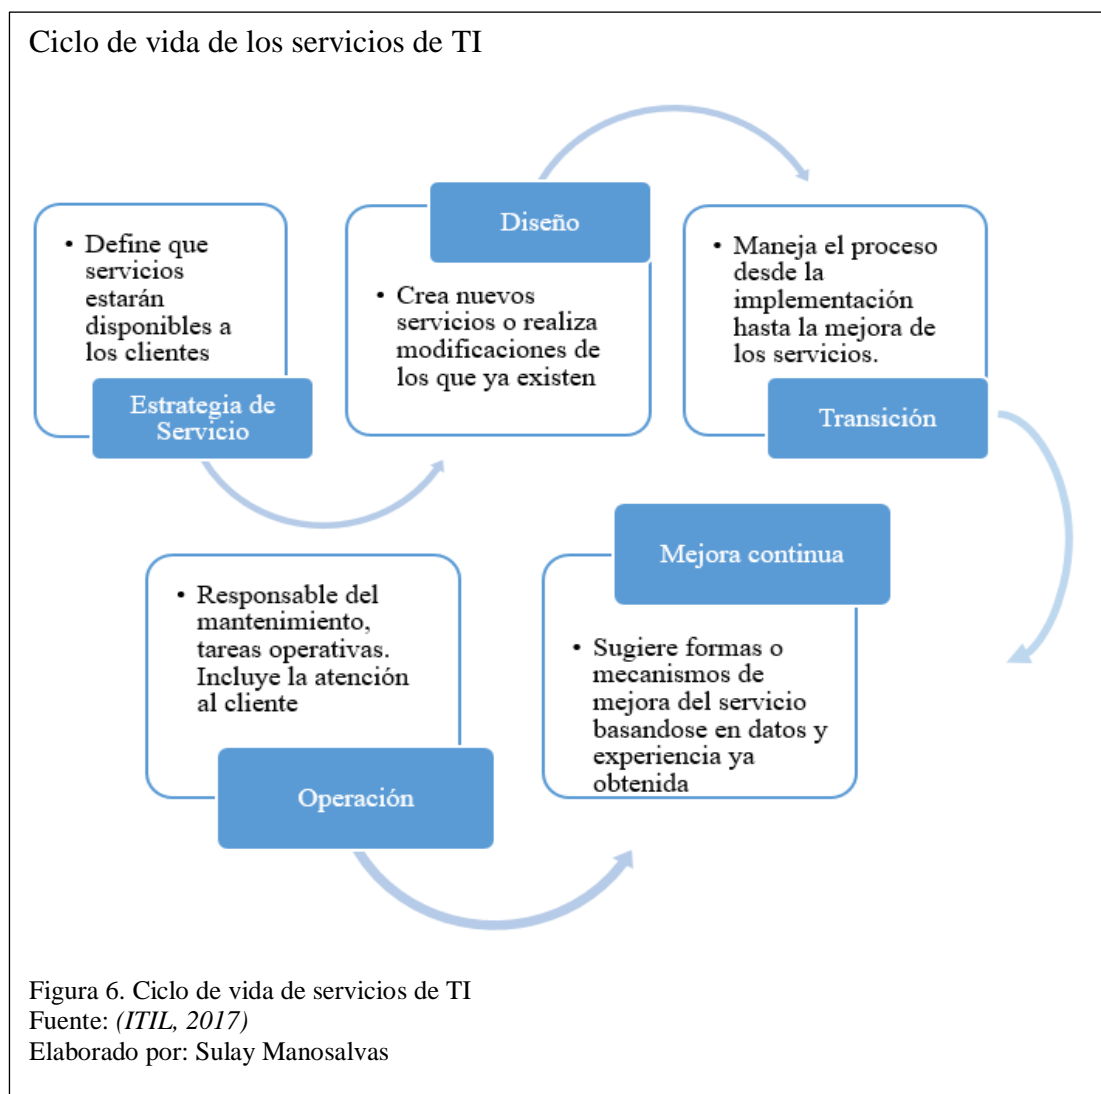 Ciclo de vida de los servicios de TI
• Define que
servicios
estarán
disponibles a
los clientes
Estrategia de
Servicio
Diseño
• Crea nuevos
servicios o realiza
modificaciones de
los que ya existen
• Maneja el proceso
desde la
implementación
hasta la mejora de
los servicios.
Transición
• Responsable del
mantenimiento,
tareas operativas.
Incluye la atención
al cliente
Operación
Mejora continua
• Sugiere formas o
mecanismos de
mejora del servicio
basandose en datos y
experiencia ya
obtenida
Figura 6. Ciclo de vida de servicios de TI
Fuente: (ITIL, 2017)
Elaborado por: Sulay Manosalvas